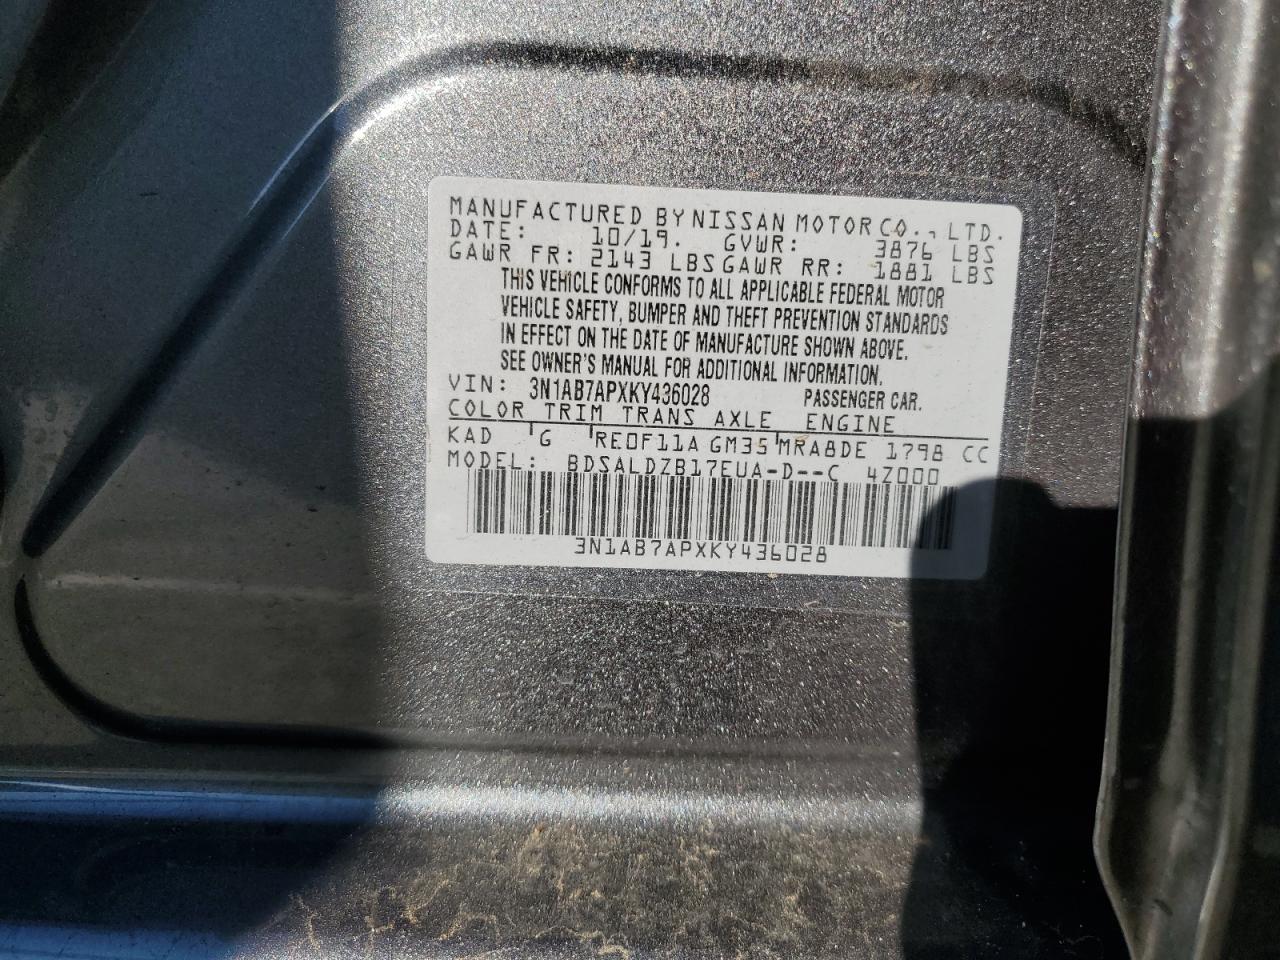 MANUFACTURED BY NISSAN MOTOR CO., LTD.
DATE: 10/19. GVWR: 3876 LBS
GAWR FR: 2143 LBS GAWR RR: 1881 LBS
THIS VEHICLE CONFORMS TO ALL APPLICABLE FEDERAL MOTOR
VEHICLE SAFETY, BUMPER AND THEFT PREVENTION STANDARDS
IN EFFECT ON THE DATE OF MANUFACTURE SHOWN ABOVE.
SEE OWNER'S MANUAL FOR ADDITIONAL INFORMATION.
VIN: 3N1AB7APXKY436028 PASSENGER CAR.
COLOR TRIM TRANS AXLE ENGINE
KAD G RE0F11A GM35 MRA8DE 1798 CC
MODEL: BDSALDZB17EUA-D--C 4Z000
3N1AB7APXKY436028